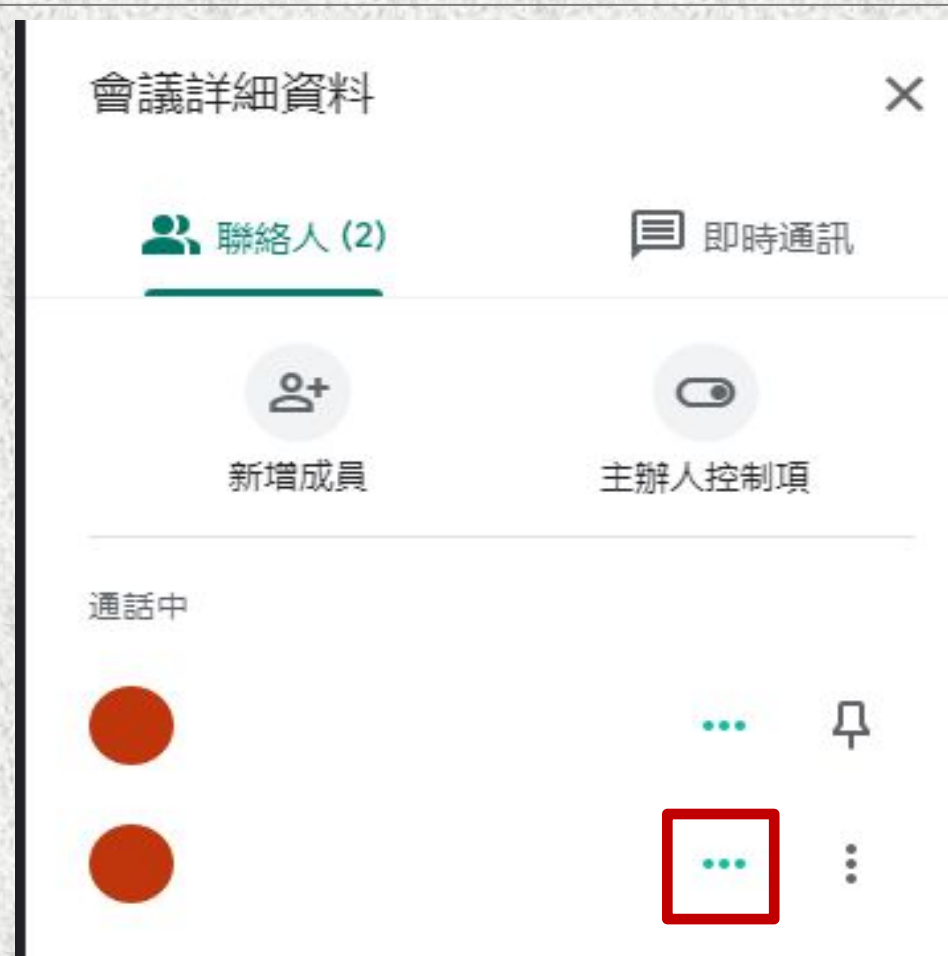 會議詳細資料
聯絡人 (2)
即時通訊
新增成員
主辦人控制項
通話中